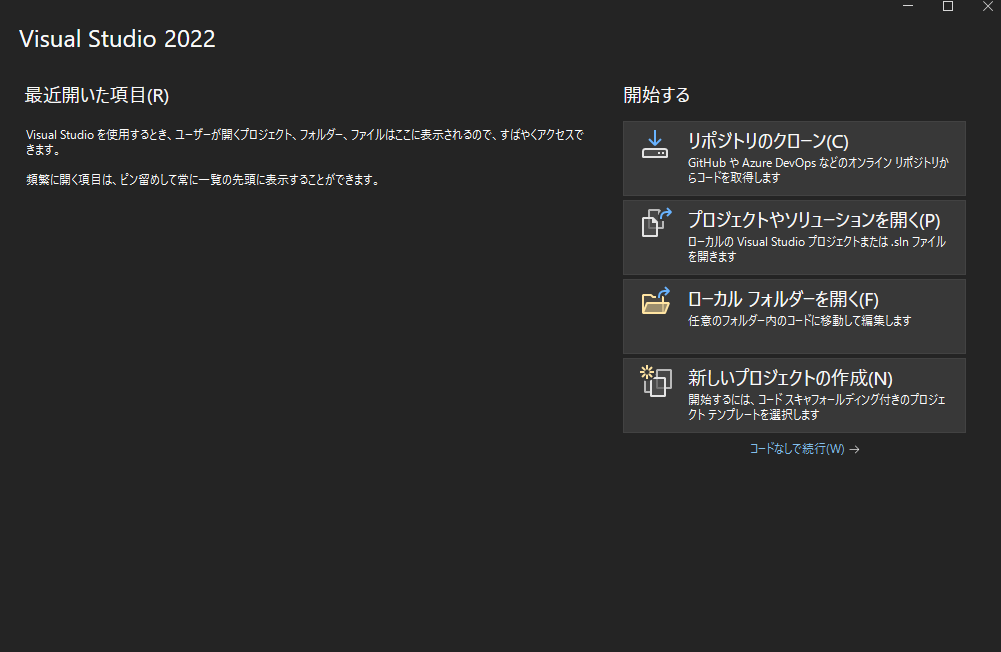 Visual Studio 2022
最近開いた項目(R)
Visual Studio を使用するとき、ユーザーが開くプロジェクト、フォルダー、ファイルはここに表示されるので、すばやくアクセスで
きます。
頻繁に開く項目は、ピン留めして常に一覧の先頭に表示することができます。
開始する
リポジトリのクローン(C)
GitHub や Azure DevOps などのオンライン リポジトリか
らコードを取得します
プロジェクトやソリューションを開く(P)
ローカルの Visual Studio プロジェクトまたは .sln ファイル
を開きます
ローカル フォルダーを開く(F)
任意のフォルダー内のコードに移動して編集します
新しいプロジェクトの作成(N)
開始するには、コード スキャフォールディング付きのプロジェ
クト テンプレートを選択します
コードなしで続行(W) →